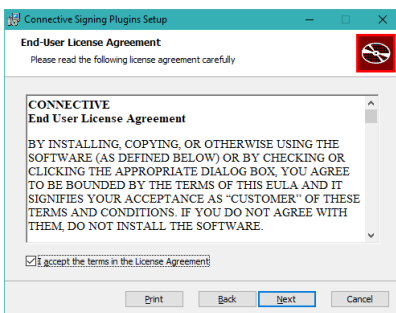 Connective Signing Plugins Setup
End-User License Agreement
Please read the following license agreement carefully
CONNECTIVE
End User License Agreement
BY INSTALLING, COPYING, OR OTHERWISE USING THE
SOFTWARE (AS DEFINED BELOW) OR BY CHECKING OR
CLICKING THE APPROPRIATE DIALOG BOX, YOU AGREE
TO BE BOUNDED BY THE TERMS OF THIS EULA AND IT
SIGNIFIES YOUR ACCEPTANCE AS “CUSTOMER” OF THESE
TERMS AND CONDITIONS. IF YOU DO NOT AGREE WITH
THEM, DO NOT INSTALL THE SOFTWARE.
I accept the terms in the License Agreement
Print Back Next Cancel